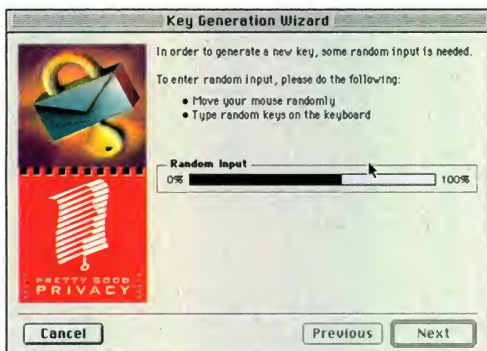 Key Generation Wizard
In order to generate a new key, some random input is needed.
To enter random input, please do the following:
• Move your mouse randomly
• Type random keys on the keyboard
Random Input
0% 100%
PRETTY GOOD
PRIVACY
Cancel Previous Next